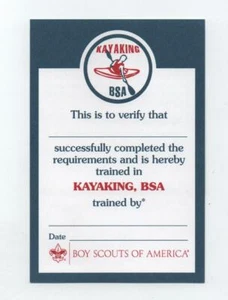 KAYAKING
BSA
This is to verify that
successfully completed the
requirements and is hereby
trained in
KAYAKING, BSA
trained by*
Date
BOY SCOUTS OF AMERICA®